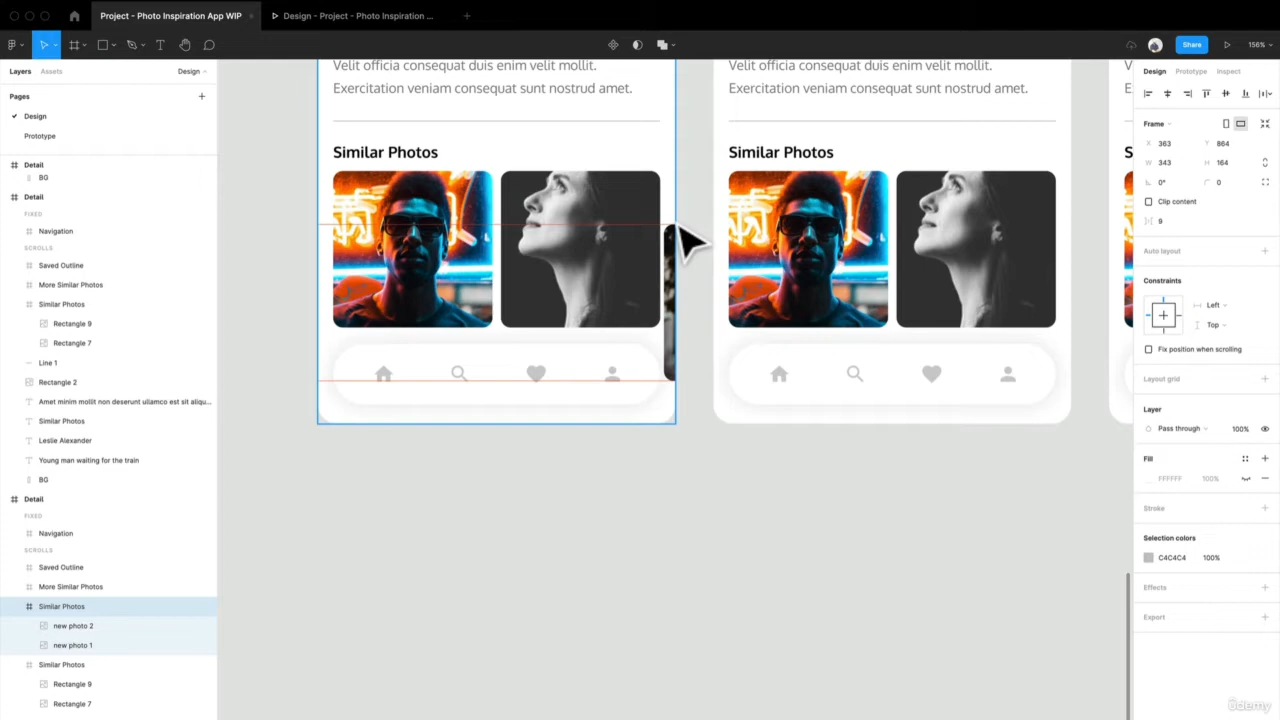 Project - Photo Inspiration App WIP
Design - Project - Photo Inspiration ...
Share
156%
Layers
Assets
Design
Pages
Design
Prototype
Detail
BG
Detail
FIXED
Navigation
SCROLLS
Saved Outline
More Similar Photos
Similar Photos
Rectangle 9
Rectangle 7
Line 1
Rectangle 2
Amet minim mollit non deserunt ullamco est sit aliqu...
Similar Photos
Leslie Alexander
Young man waiting for the train
BG
Detail
FIXED
Navigation
SCROLLS
Saved Outline
More Similar Photos
Similar Photos
new photo 2
new photo 1
Similar Photos
Rectangle 9
Rectangle 7
Velit officia consequat duis enim velit mollit.
Exercitation veniam consequat sunt nostrud amet.
Similar Photos
Velit officia consequat duis enim velit mollit.
Exercitation veniam consequat sunt nostrud amet.
Similar Photos
V
E
S
Design
Prototype
Inspect
Frame
X 363
Y 864
W 343
H 164
0°
0
Clip content
9
Auto layout
Constraints
Left
Top
Fix position when scrolling
Layout grid
Layer
Pass through
100%
Fill
FFFFFF
100%
Stroke
Selection colors
C4C4C4
100%
Effects
Export
ûdemy